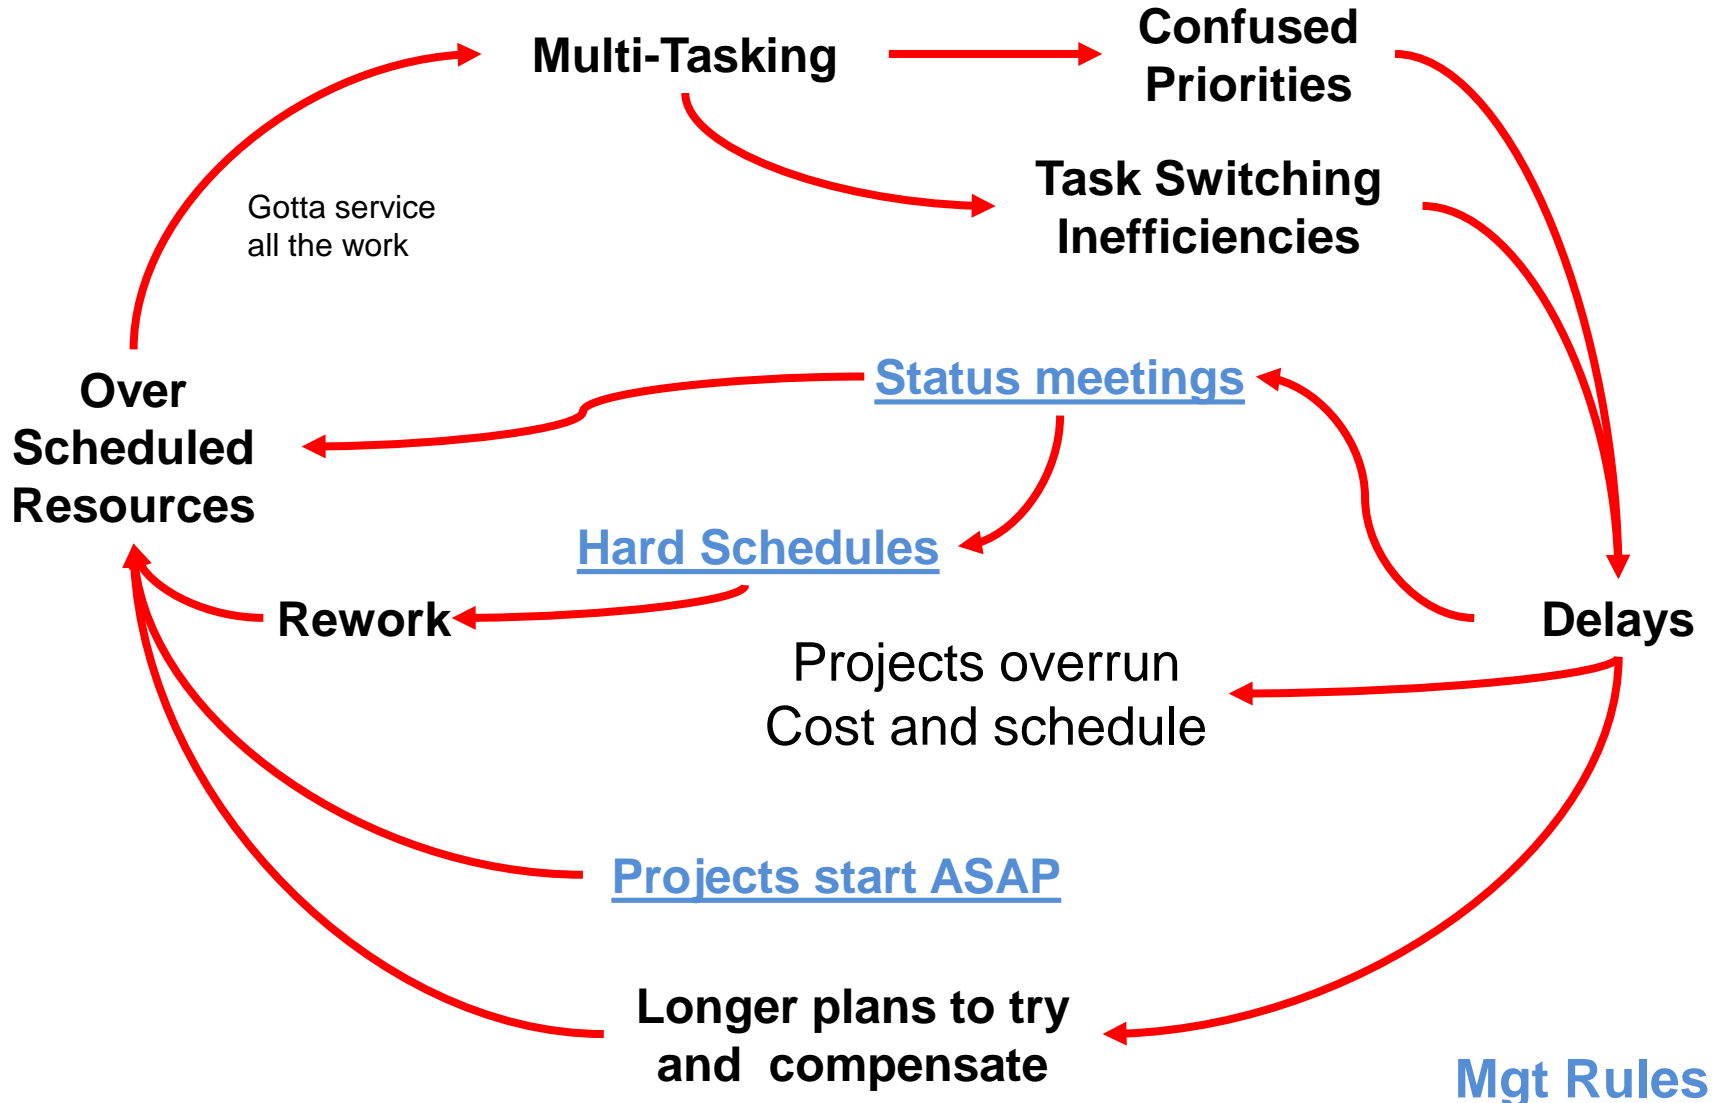 Multi-Tasking
Confused
Priorities
Task Switching
Inefficiencies
Gotta service
all the work
Over
Scheduled
Resources
Status meetings
Hard Schedules
Rework
Delays
Projects overrun
Cost and schedule
Projects start ASAP
Longer plans to try
and  compensate
Mgt Rules